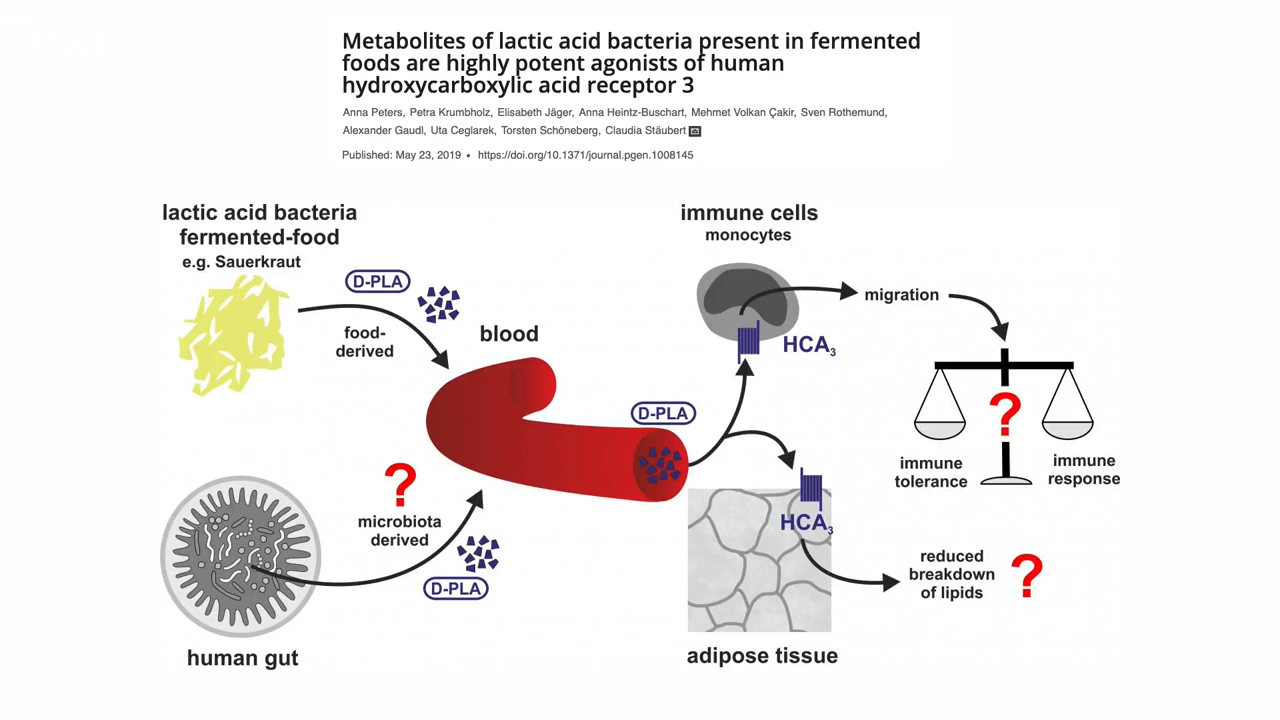 Metabolites of lactic acid bacteria present in fermented
foods are highly potent agonists of human
hydroxycarboxylic acid receptor 3
Anna Peters, Petra Krumbholz, Elisabeth Jäger, Anna Heintz-Buschart, Mehmet Volkan Çakir, Sven Rothemund,
Alexander Gaudl, Uta Ceglarek, Torsten Schöneberg, Claudia Stäubert
Published: May 23, 2019 • https://doi.org/10.1371/journal.pgen.1008145
lactic acid bacteria
fermented-food
e.g. Sauerkraut
D-PLA
food-
derived
blood
immune cells
monocytes
migration
HCA3
D-PLA
?
immune
tolerance
immune
response
?
microbiota
derived
D-PLA
human gut
HCA3
reduced
breakdown
of lipids
?
adipose tissue